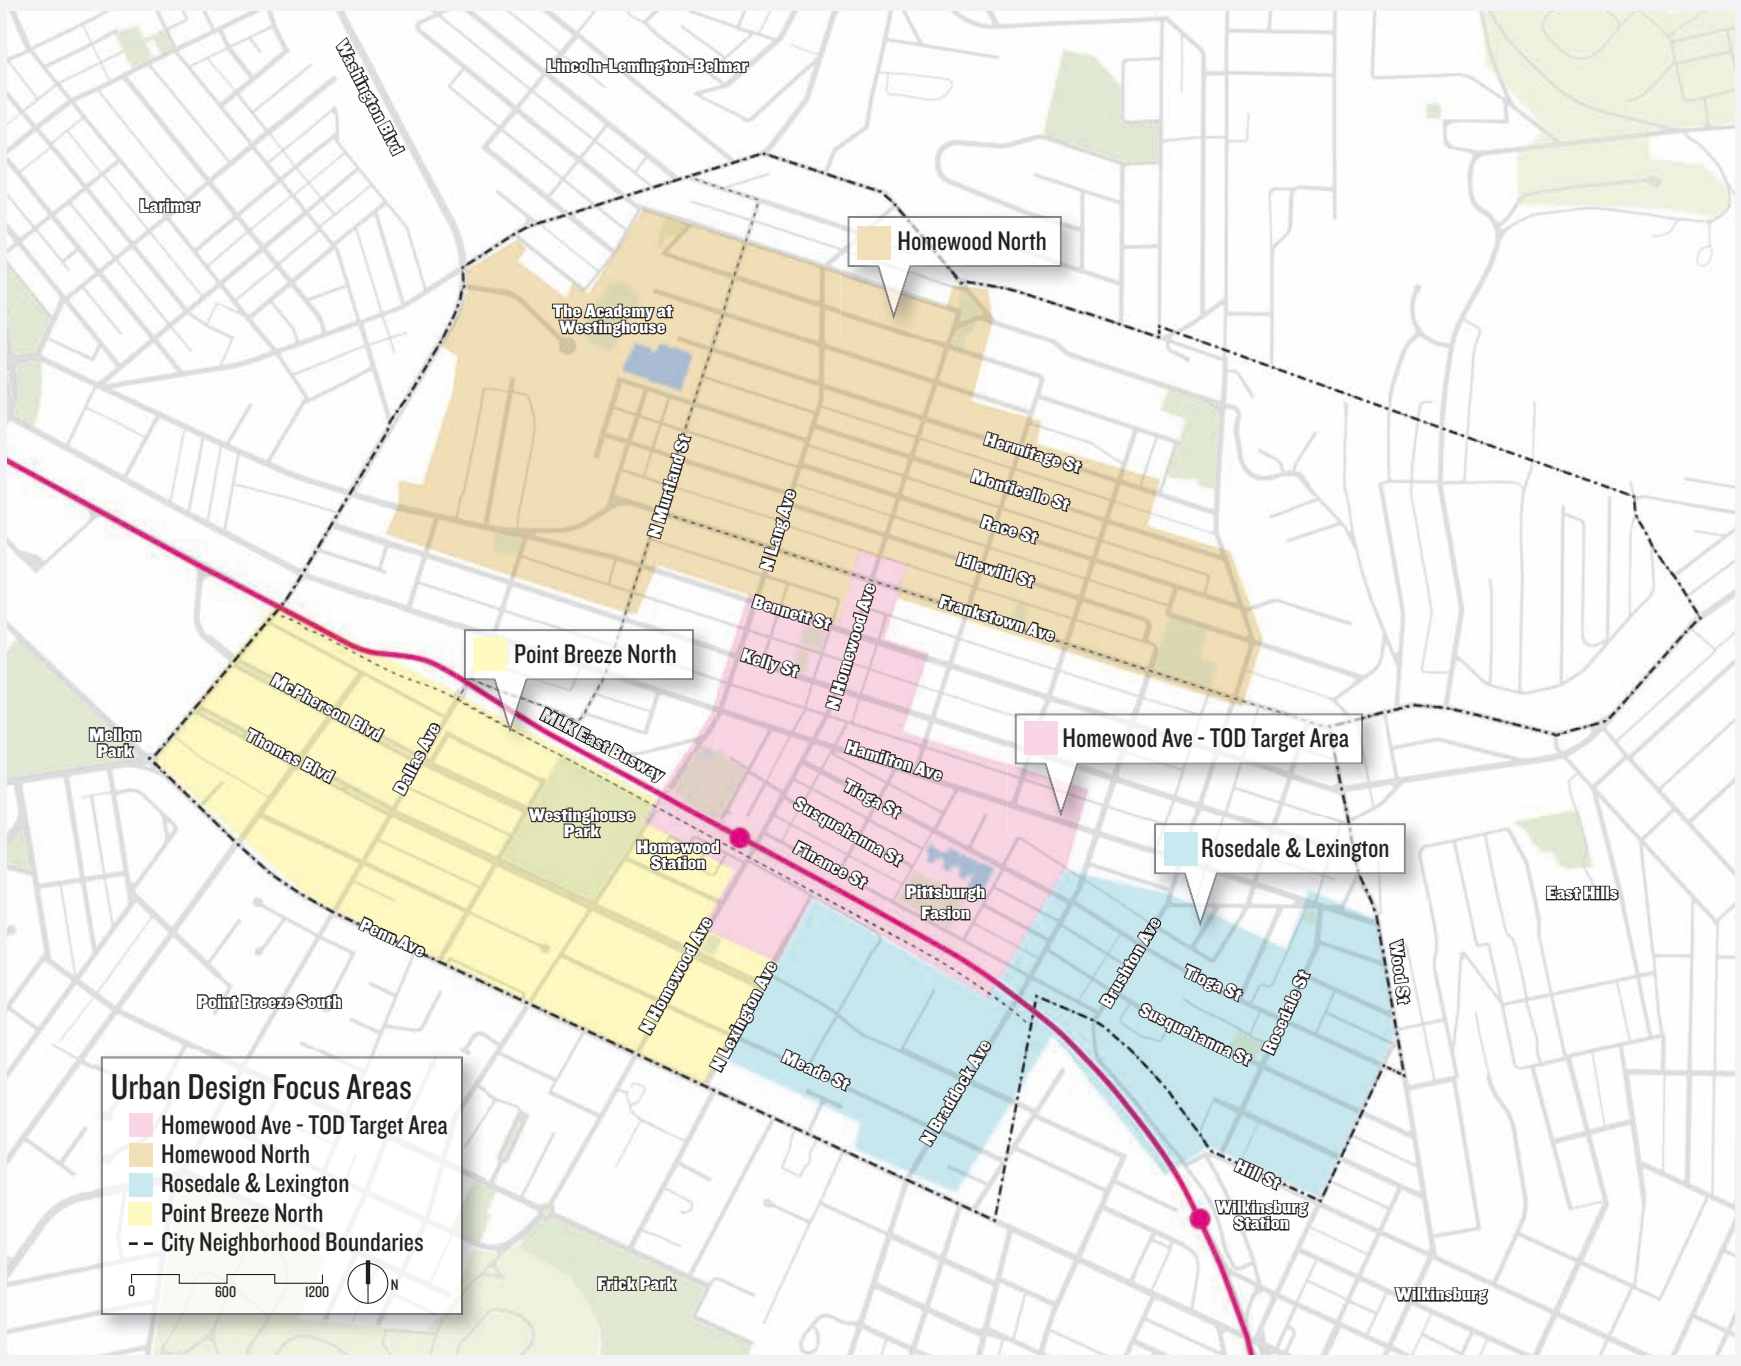 Lincoln-Lemington-Belmar
Washington Blvd
Larimer
Homewood North
The Academy at
Westinghouse
Hermitage St
Monticello St
Race St
Idlewild St
Frankstown Ave
N Murtland St
N Lang Ave
Bennett St
Kelly St
N Homewood Ave
Point Breeze North
McPherson Blvd
Thomas Blvd
Dallas Ave
MLK East Busway
Mellon
Park
Homewood Ave - TOD Target Area
Hamilton Ave
Tioga St
Susquehanna St
Finance St
Westinghouse
Park
Homewood
Station
Pittsburgh
Fasion
Rosedale & Lexington
East Hills
Penn Ave
N Homewood Ave
N Lexington Ave
Brushton Ave
Tioga St
Susquehanna St
Rosedale St
Wood St
Point Breeze South
Meade St
N Braddock Ave
Hill St
Wilkinsburg
Station
Frick Park
Wilkinsburg
Urban Design Focus Areas
Homewood Ave - TOD Target Area
Homewood North
Rosedale & Lexington
Point Breeze North
City Neighborhood Boundaries
0 600 1200
N